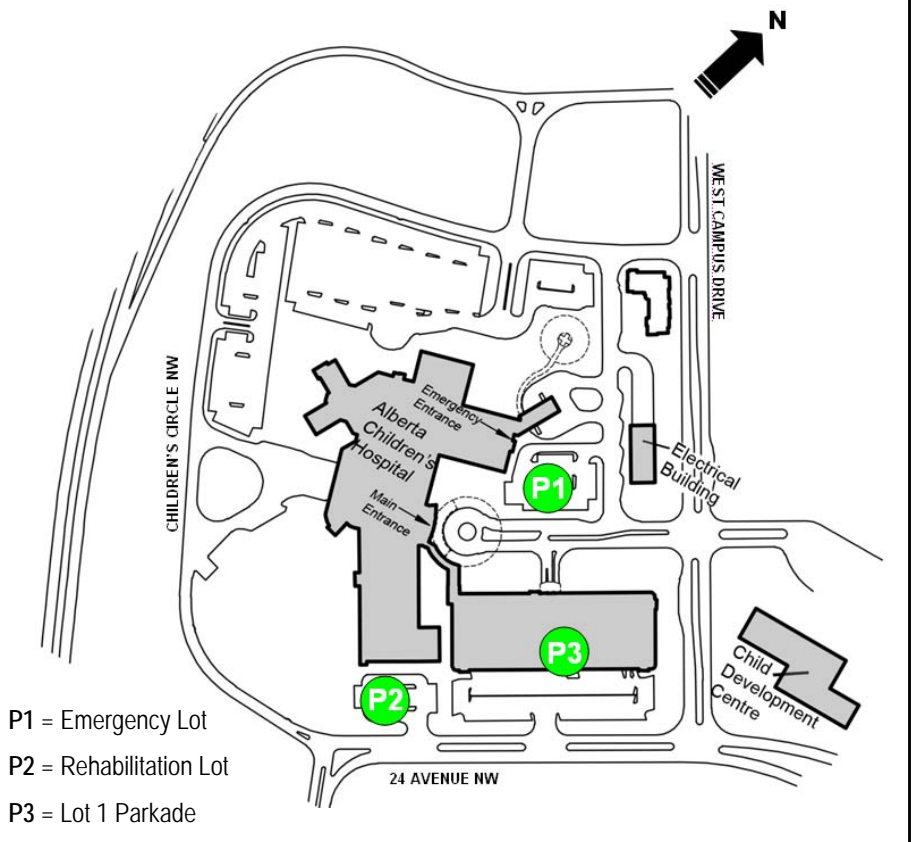 N
WEST CAMPUS DRIVE
CHILDREN'S CIRCLE NW
Emergency
Entrance
Alberta
Children's
Hospital
Main
Entrance
P1
Electrical
Building
P3
P2
Child
Development
Centre
24 AVENUE NW
P1 = Emergency Lot
P2 = Rehabilitation Lot
P3 = Lot 1 Parkade